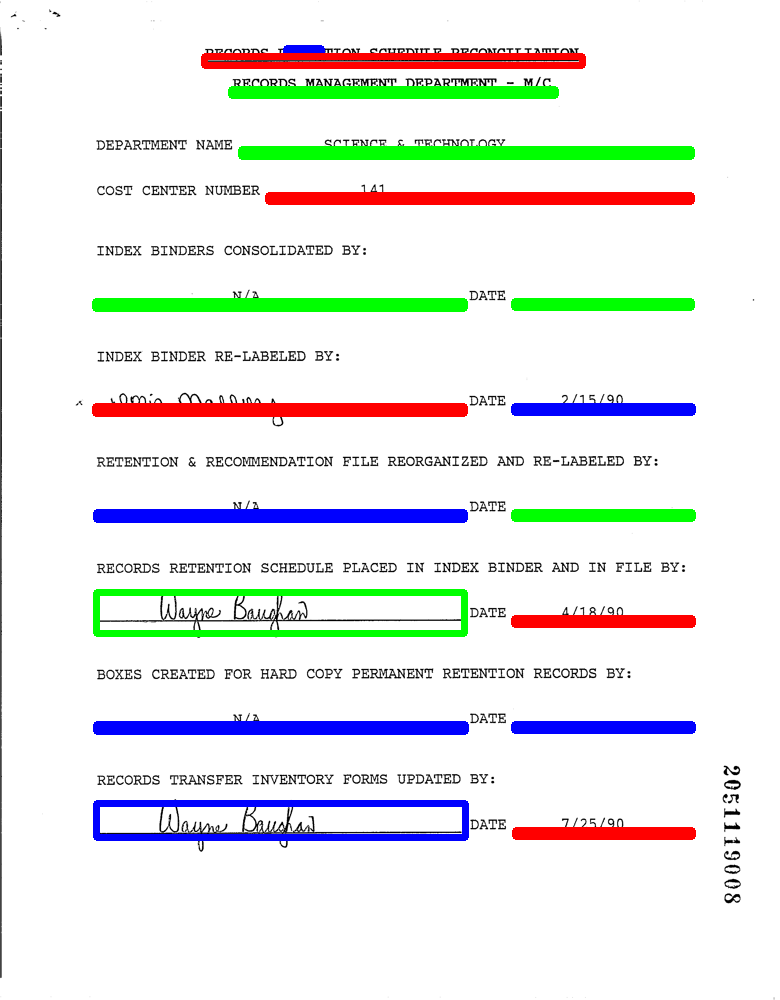 RECORDS TION SCHEDULE RECONCILIATION
RECORDS MANAGEMENT DEPARTMENT - M/C
DEPARTMENT NAME SCIENCE & TECHNOLOGY
COST CENTER NUMBER 141
INDEX BINDERS CONSOLIDATED BY:
N/A DATE
INDEX BINDER RE-LABELED BY:
DATE 2/15/90
RETENTION & RECOMMENDATION FILE REORGANIZED AND RE-LABELED BY:
N/A DATE
RECORDS RETENTION SCHEDULE PLACED IN INDEX BINDER AND IN FILE BY:
Wayne Baughan DATE 4/18/90
BOXES CREATED FOR HARD COPY PERMANENT RETENTION RECORDS BY:
N/A DATE
RECORDS TRANSFER INVENTORY FORMS UPDATED BY:
Wayne Baughan DATE 7/25/90
2051119008